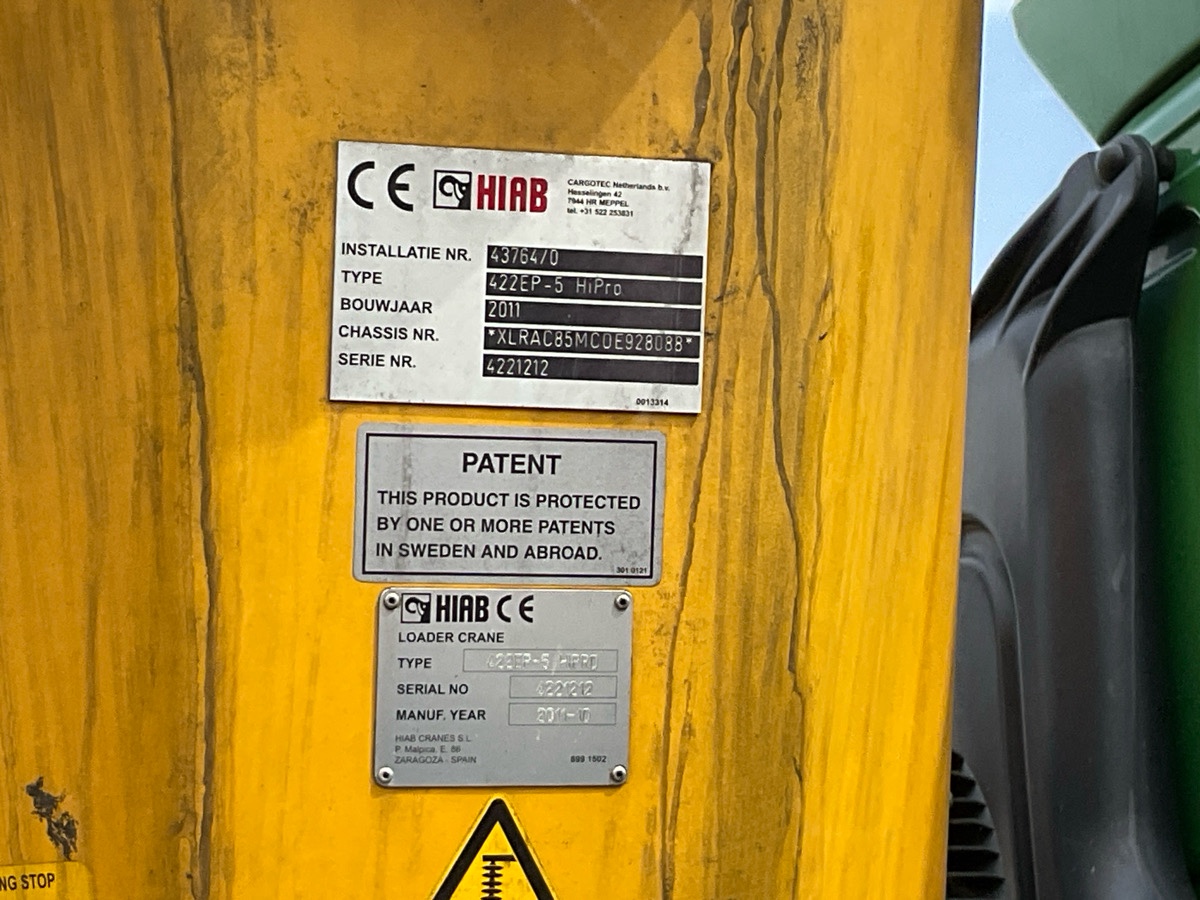 CE HIAB
CARGOTEC Netherlands b.v.
Hesselingen 42
7944 HR MEPPEL
tel. +31 522 253831
INSTALLATIE NR. 43764/0
TYPE 422EP-5 HiPro
BOUWJAAR 2011
CHASSIS NR. *XLRAC85MC0E928088*
SERIE NR. 4221212
0013314
PATENT
THIS PRODUCT IS PROTECTED
BY ONE OR MORE PATENTS
IN SWEDEN AND ABROAD.
301 0121
HIAB CE
LOADER CRANE
TYPE 422EP-5 HIPRO
SERIAL NO 4221212
MANUF. YEAR 2011-10
HIAB CRANES S.L.
P. Malpica, E, 86
ZARAGOZA - SPAIN 899 1502
NG STOP